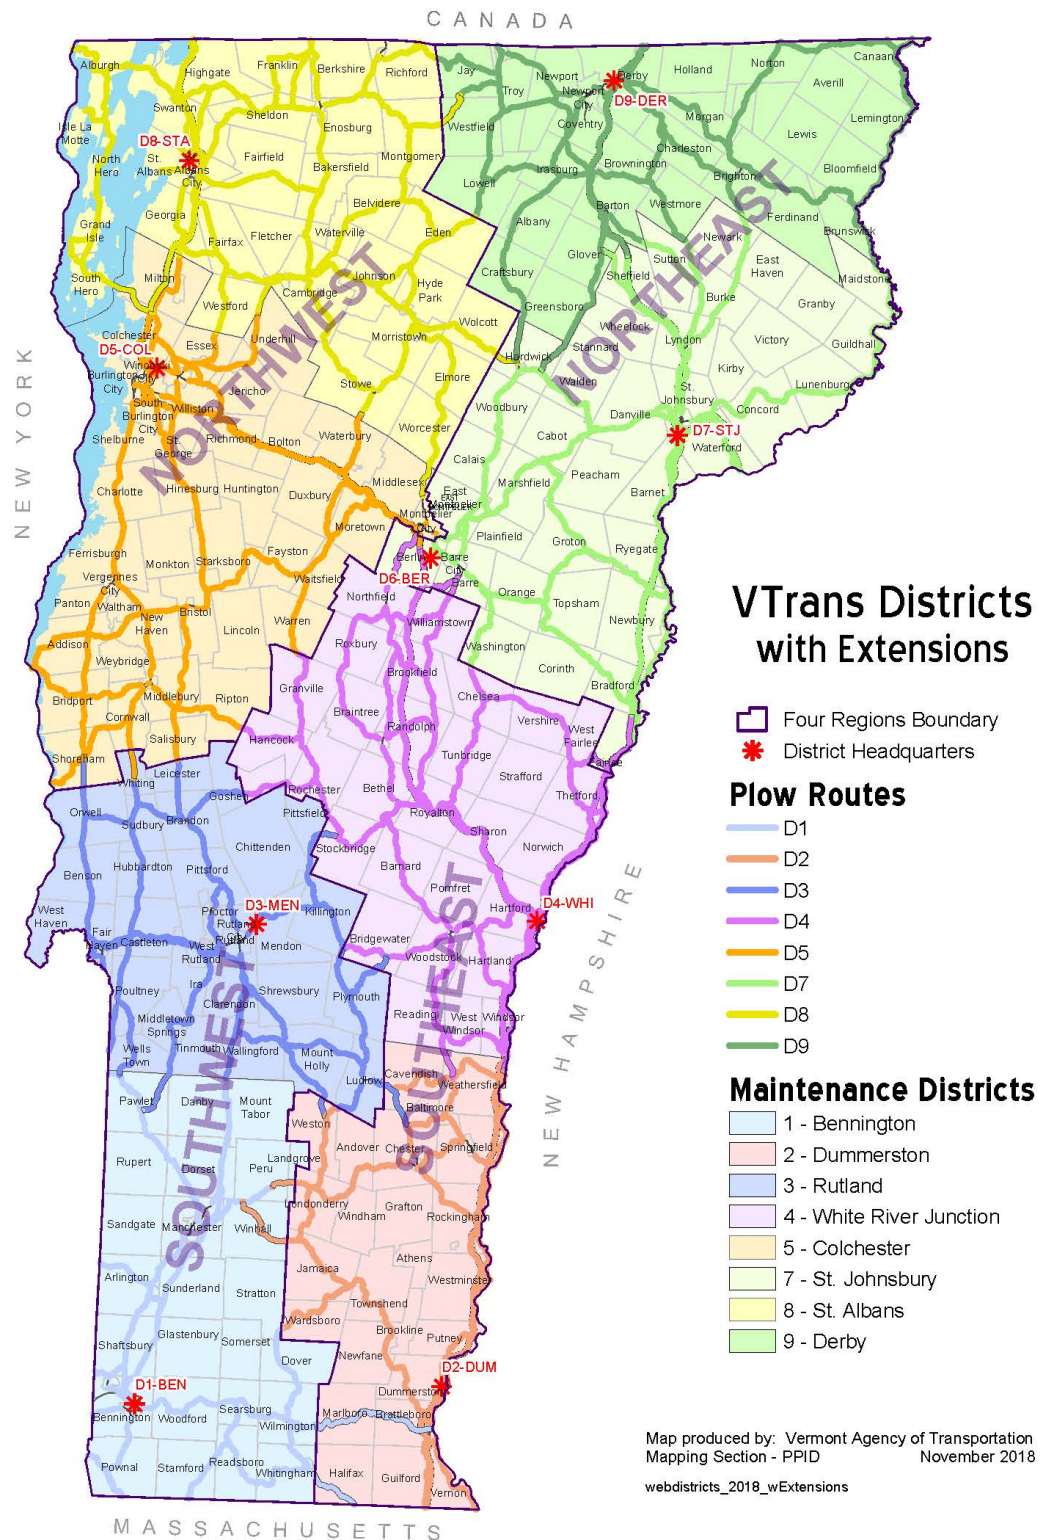 CANADA
Alburgh
Highgate
Franklin
Berkshire
Richford
Jay
Troy
Newport
Derby
Holland
Norton
Canaan
Averill
Newport
City
D9-DER
Swanton
Sheldon
Enosburg
Westfield
Coventry
Morgan
Lemington
Isle La
Motte
D8-STA
Charleston
Lewis
North
Hero
St.
Albans
Albans
City
Fairfield
Bakersfield
Montgomery
Irasburg
Brownington
Brighton
Bloomfield
Lowell
Georgia
Belvidere
Barton
Westmore
Ferdinand
Grand
Isle
Fairfax
Fletcher
Waterville
Eden
Albany
Newark
Brunswick
South
Hero
Milton
Cambridge
Johnson
Hyde
Park
Craftsbury
Glover
Sheffield
Sutton
East
Haven
Maidstone
NORTHWEST
NORTHEAST
Westford
Greensboro
Burke
Granby
Colchester
Essex
Underhill
Morristown
Wolcott
Wheelock
Lyndon
Victory
Guildhall
D5-COL
Winooski
City
Burlington
City
Jericho
Stowe
Elmore
Hardwick
Stannard
Walden
Kirby
Lunenburg
South
Burlington
City
Williston
St.
George
Woodbury
Danville
St.
Johnsbury
Concord
D7-STJ
Waterford
Shelburne
Richmond
Bolton
Waterbury
Worcester
Cabot
Calais
Charlotte
Hinesburg
Huntington
Duxbury
Middlesex
Marshfield
Peacham
Barnet
East
Montpelier
EAST
MONTPELIER
Montpelier
City
Moretown
Plainfield
NEW YORK
Ferrisburgh
Monkton
Starksboro
Fayston
Berlin
Barre
City
Barre
Groton
Ryegate
Vergennes
City
Waitsfield
D6-BER
Panton
Waltham
New
Haven
Bristol
Northfield
Orange
Topsham
Lincoln
Warren
Williamstown
Newbury
Addison
Weybridge
Roxbury
Washington
Brookfield
Corinth
Bridport
Middlebury
Ripton
Granville
Chelsea
Bradford
Cornwall
Braintree
Randolph
Vershire
West
Fairlee
Salisbury
Hancock
Tunbridge
Fairlee
Shoreham
Whiting
Leicester
Goshen
Rochester
Bethel
Strafford
Thetford
Orwell
Sudbury
Brandon
Pittsfield
Royalton
Sharon
Chittenden
Stockbridge
Norwich
Hubbardton
Pittsford
Barnard
Benson
Pomfret
D3-MEN
Killington
Hartford
D4-WHI
West
Haven
Proctor
Rutland
Rutland
City
Fair
Haven
Castleton
West
Rutland
Mendon
Bridgewater
Woodstock
Hartland
NEW HAMPSHIRE
SOUTHWEST
SOUTHEAST
Poultney
Ira
Clarendon
Shrewsbury
Plymouth
Reading
West
Windsor
Windsor
Middletown
Springs
Wells
Town
Tinmouth
Wallingford
Mount
Holly
Ludlow
Cavendish
Weathersfield
Pawlet
Danby
Mount
Tabor
Weston
Baltimore
Andover
Chester
Springfield
Rupert
Dorset
Peru
Landgrove
Londonderry
Windham
Grafton
Rockingham
Sandgate
Manchester
Winhall
Athens
Arlington
Sunderland
Stratton
Jamaica
Westminster
Townshend
Wardsboro
Brookline
Putney
Shaftsbury
Glastenbury
Somerset
Dover
Newfane
D2-DUM
D1-BEN
Dummerston
Bennington
Woodford
Searsburg
Wilmington
Marlboro
Brattleboro
Pownal
Stamford
Readsboro
Whitingham
Halifax
Guilford
Vernon
MASSACHUSETTS
VTrans Districts
with Extensions
Four Regions Boundary
District Headquarters
Plow Routes
D1
D2
D3
D4
D5
D7
D8
D9
Maintenance Districts
1 - Bennington
2 - Dummerston
3 - Rutland
4 - White River Junction
5 - Colchester
7 - St. Johnsbury
8 - St. Albans
9 - Derby
Map produced by: Vermont Agency of Transportation
Mapping Section - PPID November 2018
webdistricts_2018_wExtensions